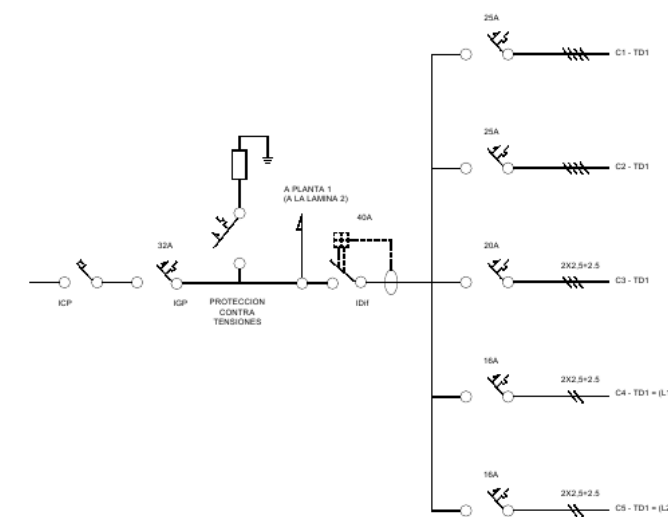 25A
C1 - TD1
25A
C2 - TD1
A PLANTA 1
(A LA LAMINA 2)
40A
32A
20A
2X2,5+2.5
C3 - TD1
ICP
IGP
PROTECCION
CONTRA
TENSIONES
IDif
16A
2X2,5+2.5
C4 - TD1 = (L1
16A
2X2,5+2.5
C5 - TD1 = (L2